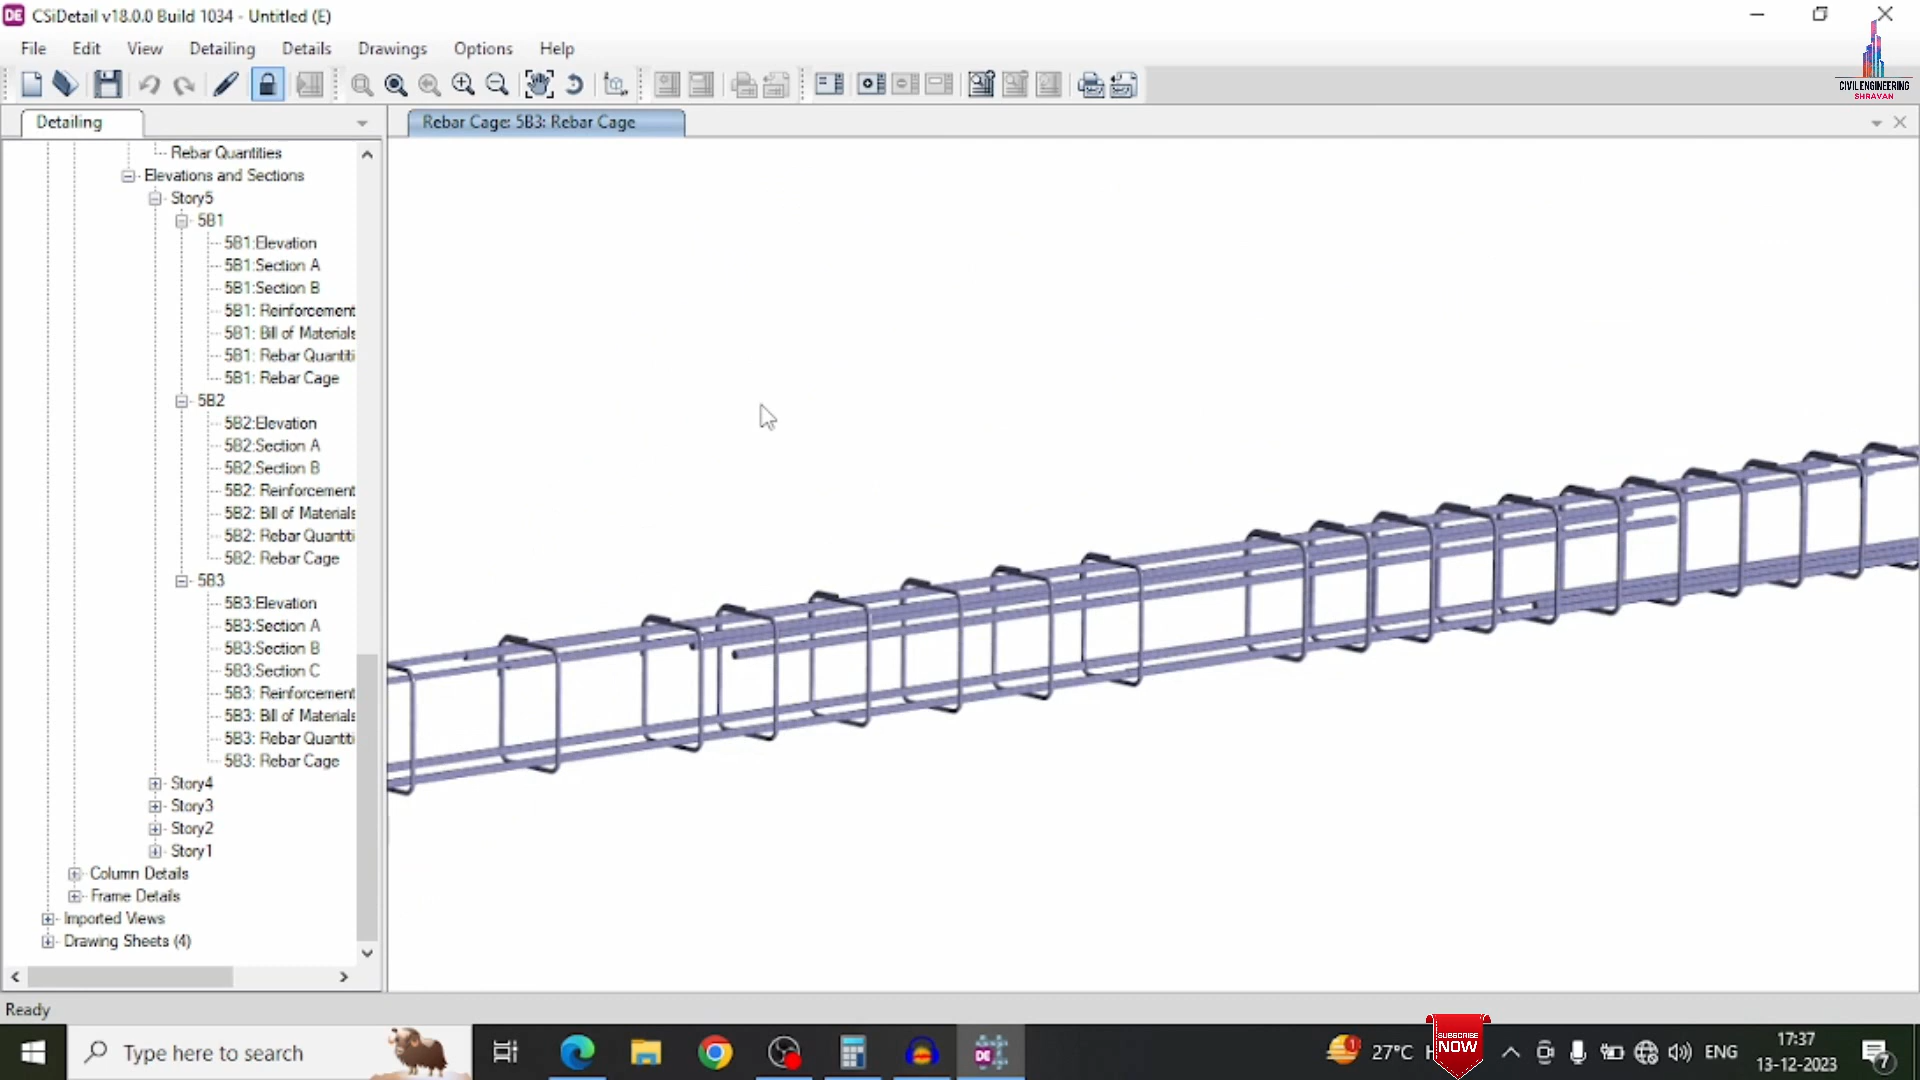 CSiDetail v18.0.0 Build 1034 - Untitled (E)
File Edit View Detailing Details Drawings Options Help
CIVIL ENGINEERING
SHRAVAN
Detailing
Rebar Cage: 5B3: Rebar Cage
Rebar Quantities
Elevations and Sections
Story5
5B1
5B1:Elevation
5B1:Section A
5B1:Section B
5B1: Reinforcement
5B1: Bill of Materials
5B1: Rebar Quantiti
5B1: Rebar Cage
5B2
5B2:Elevation
5B2:Section A
5B2:Section B
5B2: Reinforcement
5B2: Bill of Materials
5B2: Rebar Quantiti
5B2: Rebar Cage
5B3
5B3:Elevation
5B3:Section A
5B3:Section B
5B3:Section C
5B3: Reinforcement
5B3: Bill of Materials
5B3: Rebar Quantiti
5B3: Rebar Cage
Story4
Story3
Story2
Story1
Column Details
Frame Details
Imported Views
Drawing Sheets (4)
Ready
Type here to search
DE
1
27°C H
SUBSCRIBE
NOW
ENG
17:37
13-12-2023
7